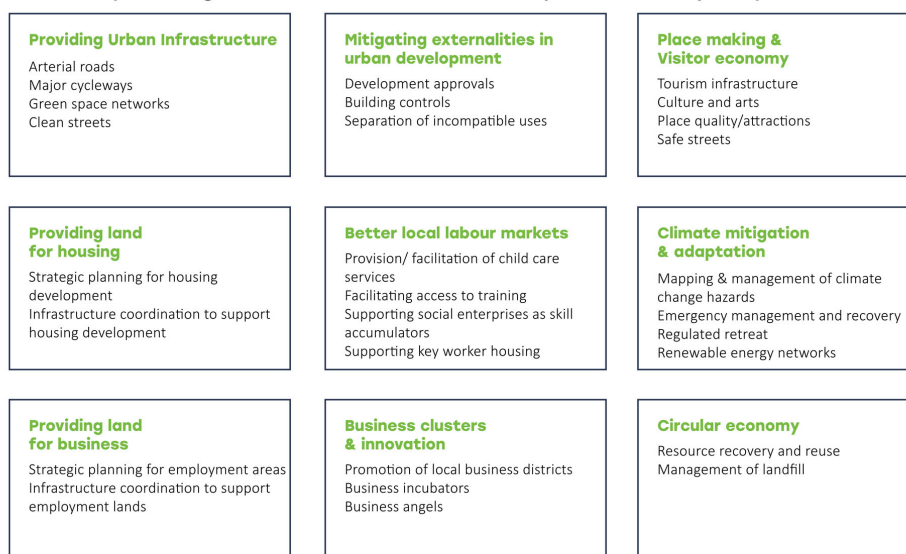 Providing Urban Infrastructure
Arterial roads
Major cycleways
Green space networks
Clean streets
Mitigating externalities in
urban development
Development approvals
Building controls
Separation of incompatible uses
Place making &
Visitor economy
Tourism infrastructure
Culture and arts
Place quality/attractions
Safe streets
Providing land
for housing
Strategic planning for housing
development
Infrastructure coordination to support
housing development
Better local labour markets
Provision/ facilitation of child care
services
Facilitating access to training
Supporting social enterprises as skill
accumulators
Supporting key worker housing
Climate mitigation
& adaptation
Mapping & management of climate
change hazards
Emergency management and recovery
Regulated retreat
Renewable energy networks
Providing land
for business
Strategic planning for employment areas
Infrastructure coordination to support
employment lands
Business clusters
& innovation
Promotion of local business districts
Business incubators
Business angels
Circular economy
Resource recovery and reuse
Management of landfill